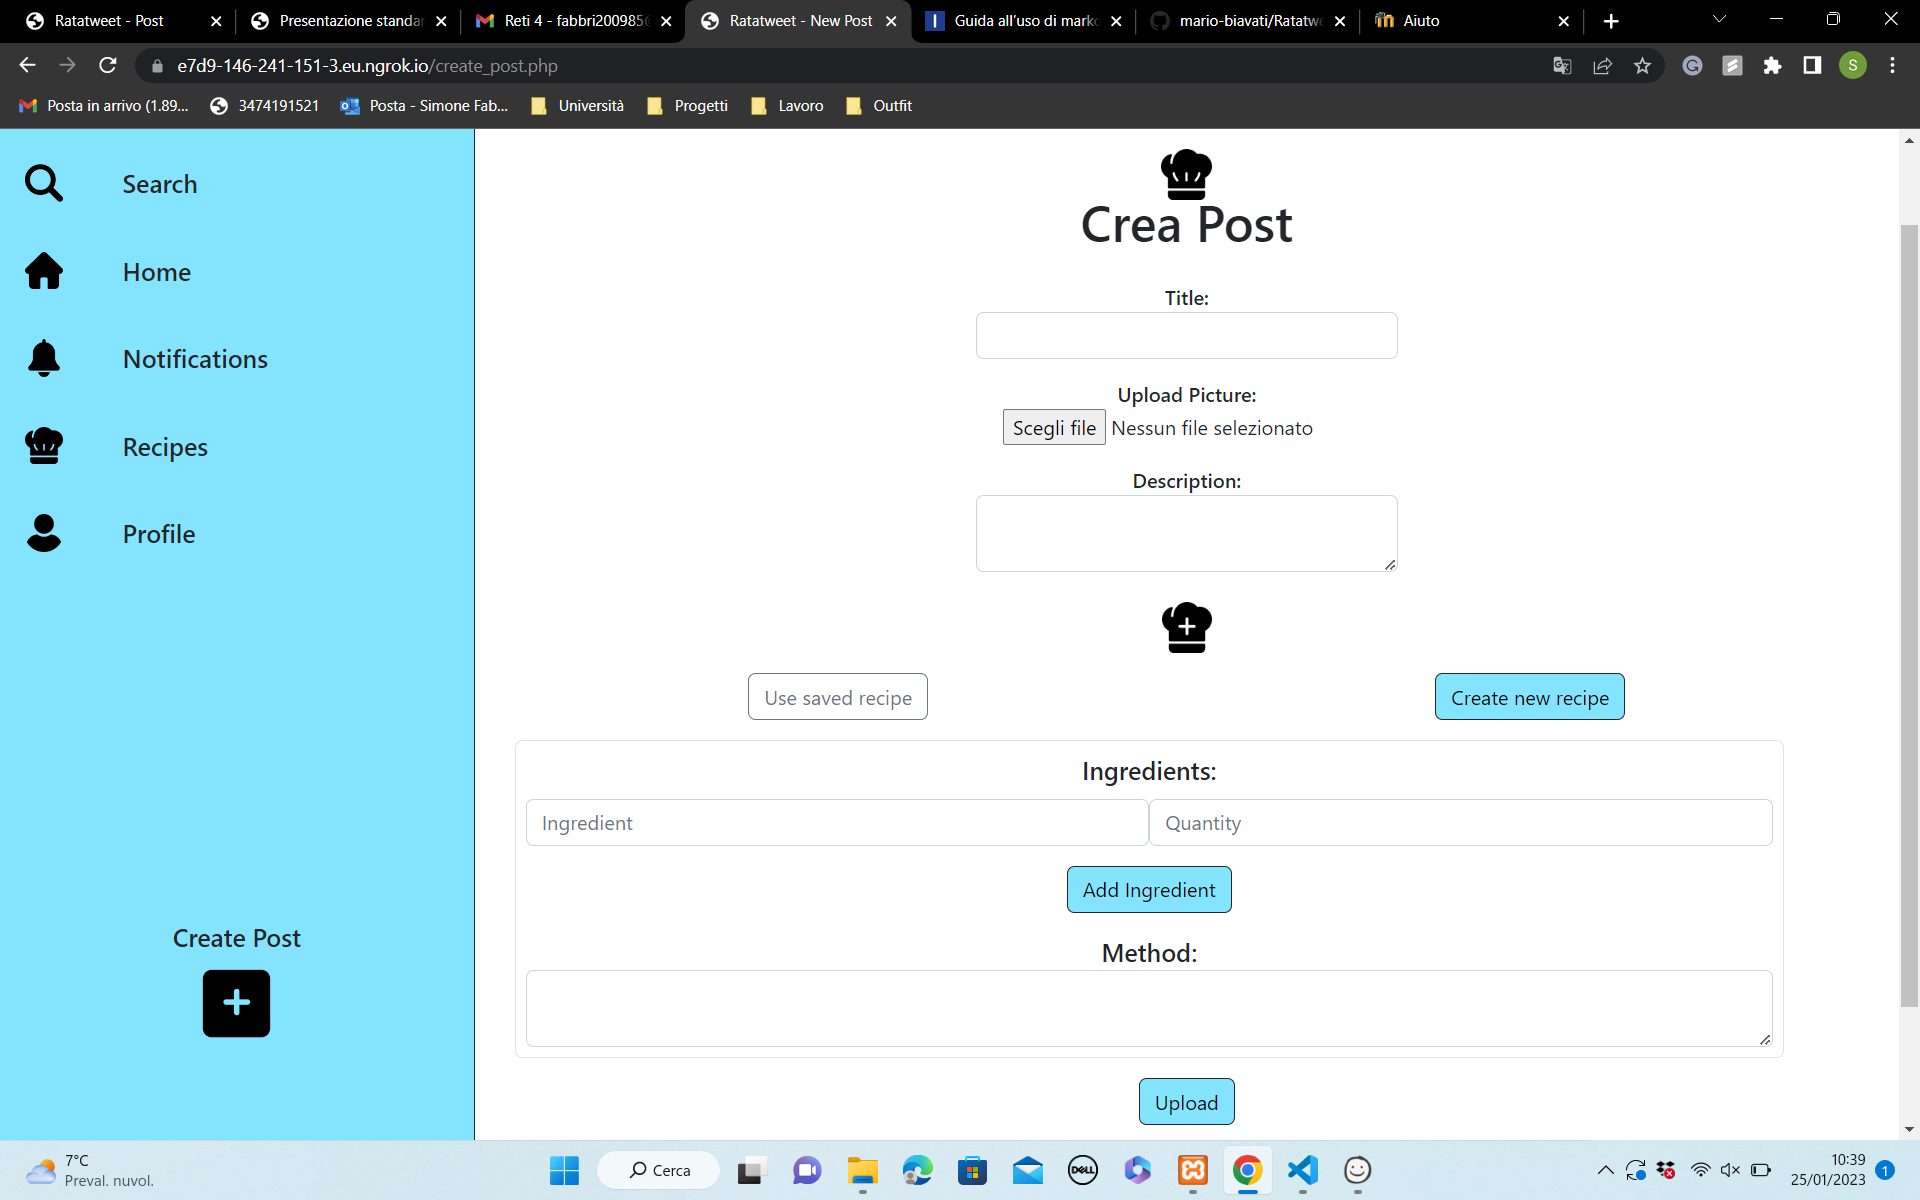 Ratatweet - Post
Presentazione standar
Reti 4 - fabbri200985@
Ratatweet - New Post
Guida all'uso di markd
mario-biavati/Ratatwe
Aiuto
e7d9-146-241-151-3.eu.ngrok.io/create_post.php
S
Posta in arrivo (1.89...
3474191521
Posta - Simone Fab...
Università
Progetti
Lavoro
Outfit
Search
Home
Notifications
Recipes
Profile
Create Post
Crea Post
Title:
Upload Picture:
Scegli file Nessun file selezionato
Description:
Use saved recipe
Create new recipe
Ingredients:
Ingredient
Quantity
Add Ingredient
Method:
Upload
7°C
Preval. nuvol.
Cerca
DELL
10:39
25/01/2023
1